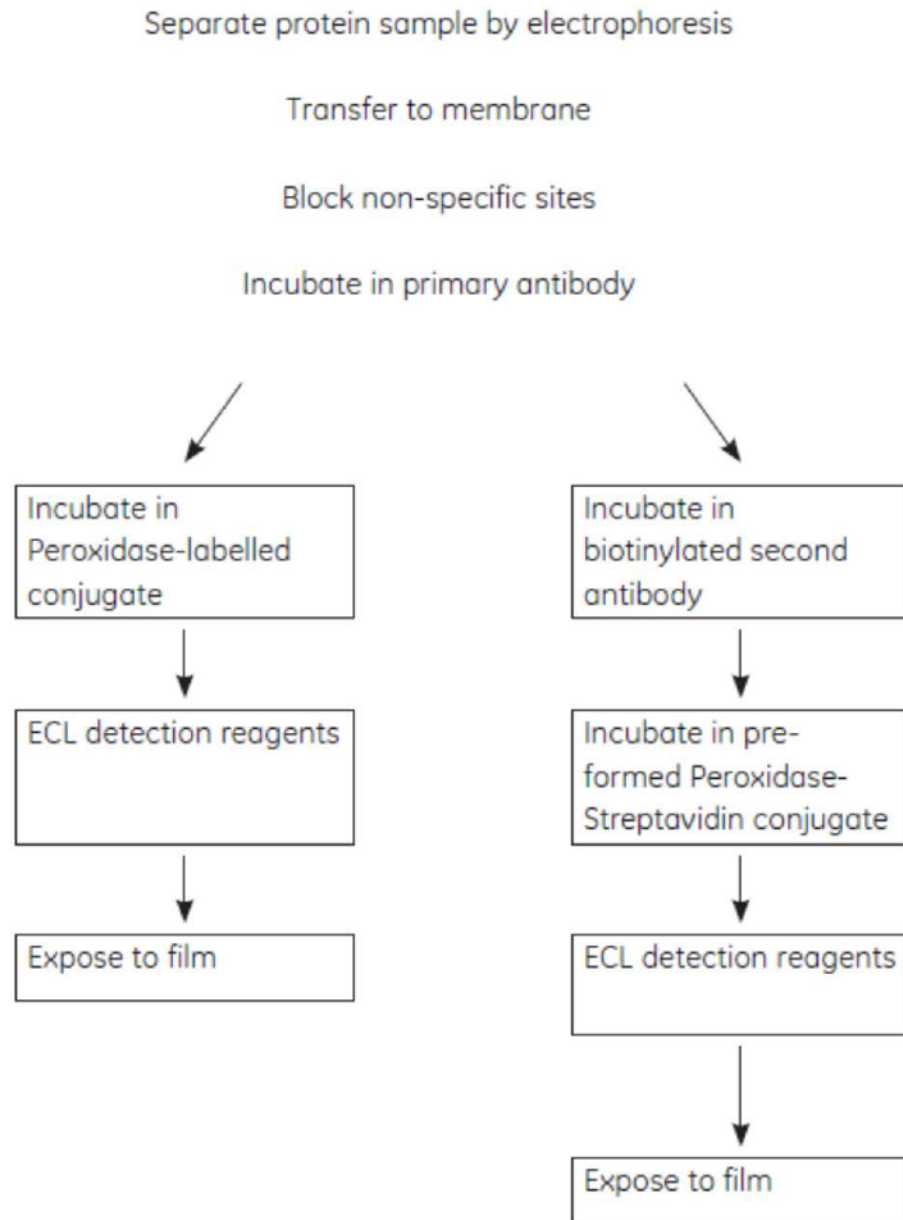 Separate protein sample by electrophoresis
Transfer to membrane
Block non-specific sites
Incubate in primary antibody
Incubate in
Peroxidase-labelled
conjugate
ECL detection reagents
Expose to film
Incubate in
biotinylated second
antibody
Incubate in pre-
formed Peroxidase-
Streptavidin conjugate
ECL detection reagents
Expose to film